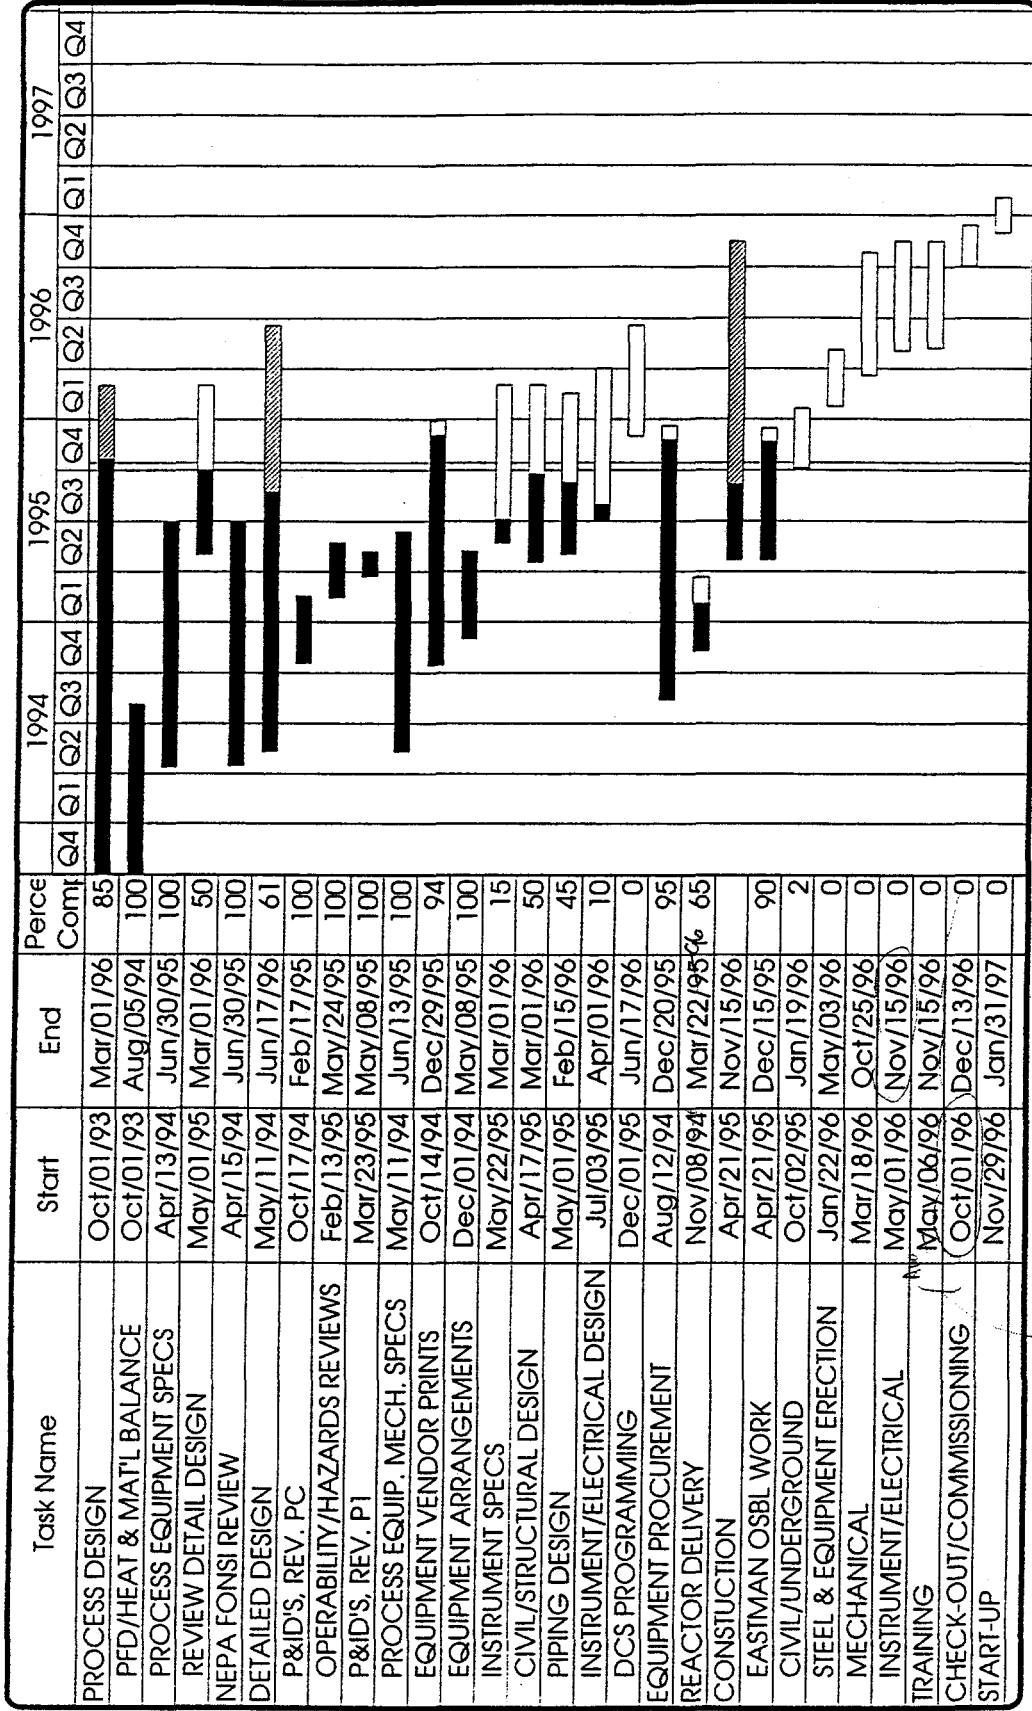 Task Name Start End Perce Comp 1994 1995 1996 1997
Q4 Q1 Q2 Q3 Q4 Q1 Q2 Q3 Q4 Q1 Q2 Q3 Q4 Q1 Q2 Q3 Q4
PROCESS DESIGN Oct/01/93 Mar/01/96 85
PFD/HEAT & MAT'L BALANCE Oct/01/93 Aug/05/94 100
PROCESS EQUIPMENT SPECS Apr/13/94 Jun/30/95 100
REVIEW DETAIL DESIGN May/01/95 Mar/01/96 50
NEPA FONSI REVIEW Apr/15/94 Jun/30/95 100
DETAILED DESIGN May/11/94 Jun/17/96 61
P&ID'S, REV. PC Oct/17/94 Feb/17/95 100
OPERABILITY/HAZARDS REVIEWS Feb/13/95 May/24/95 100
P&ID'S, REV. P1 Mar/23/95 May/08/95 100
PROCESS EQUIP. MECH. SPECS May/11/94 Jun/13/95 100
EQUIPMENT VENDOR PRINTS Oct/14/94 Dec/29/95 94
EQUIPMENT ARRANGEMENTS Dec/01/94 May/08/95 100
INSTRUMENT SPECS May/22/95 Mar/01/96 15
CIVIL/STRUCTURAL DESIGN Apr/17/95 Mar/01/96 50
PIPING DESIGN May/01/95 Feb/15/96 45
INSTRUMENT/ELECTRICAL DESIGN Jul/03/95 Apr/01/96 10
DCS PROGRAMMING Dec/01/95 Jun/17/96 0
EQUIPMENT PROCUREMENT Aug/12/94 Dec/20/95 95
REACTOR DELIVERY Nov/08/94 Mar/22/95 96 65
CONSTUCTION Apr/21/95 Nov/15/96
EASTMAN OSBL WORK Apr/21/95 Dec/15/95 90
CIVIL/UNDERGROUND Oct/02/95 Jan/19/96 2
STEEL & EQUIPMENT ERECTION Jan/22/96 May/03/96 0
MECHANICAL Mar/18/96 Oct/25/96 0
INSTRUMENT/ELECTRICAL May/01/96 Nov/15/96 0
TRAINING May/06/96 Nov/15/96 0
CHECK-OUT/COMMISSIONING Oct/01/96 Dec/13/96 0
START-UP Nov/29/96 Jan/31/97 0